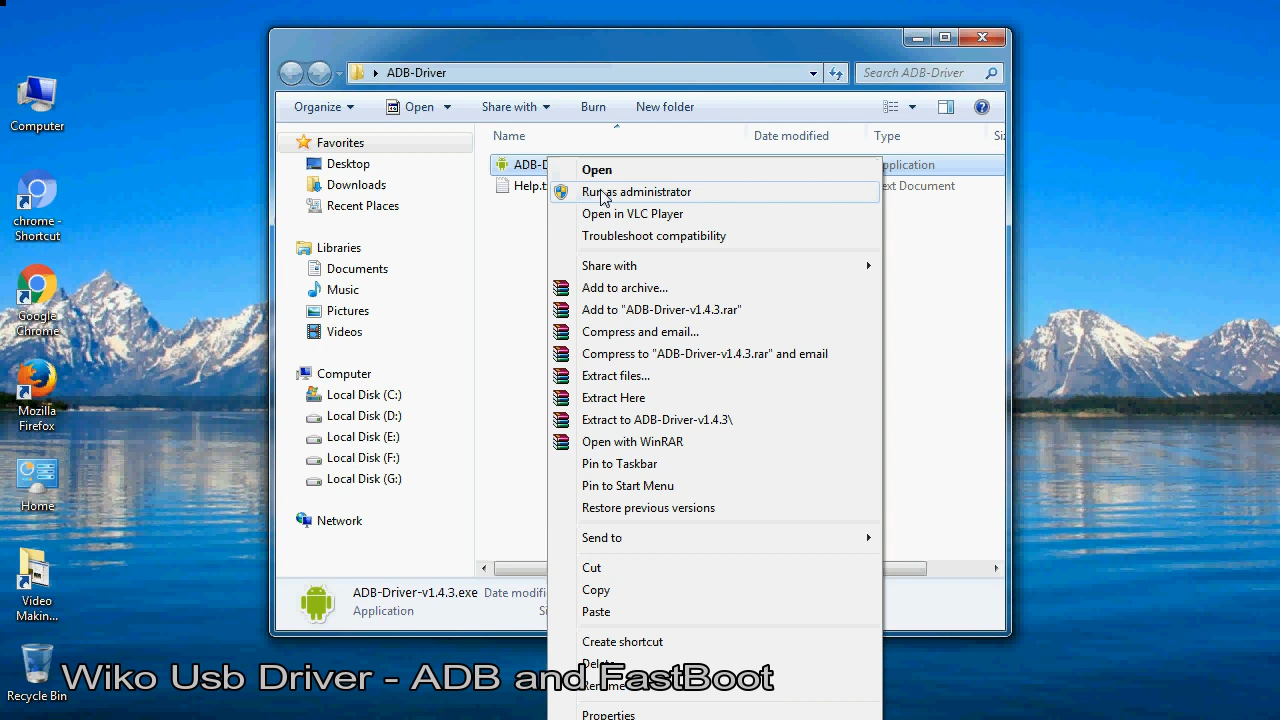 ADB-Driver
Search ADB-Driver
Organize
Open
Share with
Burn
New folder
Computer
chrome - Shortcut
Google Chrome
Mozilla Firefox
Home
Video Makin...
Recycle Bin
Favorites
Desktop
Downloads
Recent Places
Libraries
Documents
Music
Pictures
Videos
Computer
Local Disk (C:)
Local Disk (D:)
Local Disk (E:)
Local Disk (F:)
Local Disk (G:)
Network
Name
Date modified
Type
Siz
ADB-D
pplication
Help.t
ext Document
Open
Run as administrator
Open in VLC Player
Troubleshoot compatibility
Share with
Add to archive...
Add to "ADB-Driver-v1.4.3.rar"
Compress and email...
Compress to "ADB-Driver-v1.4.3.rar" and email
Extract files...
Extract Here
Extract to ADB-Driver-v1.4.3\
Open with WinRAR
Pin to Taskbar
Pin to Start Menu
Restore previous versions
Send to
Cut
Copy
Paste
Create shortcut
Delete
Rename
Properties
ADB-Driver-v1.4.3.exe Date modifi
Application Si
Wiko Usb Driver - ADB and FastBoot